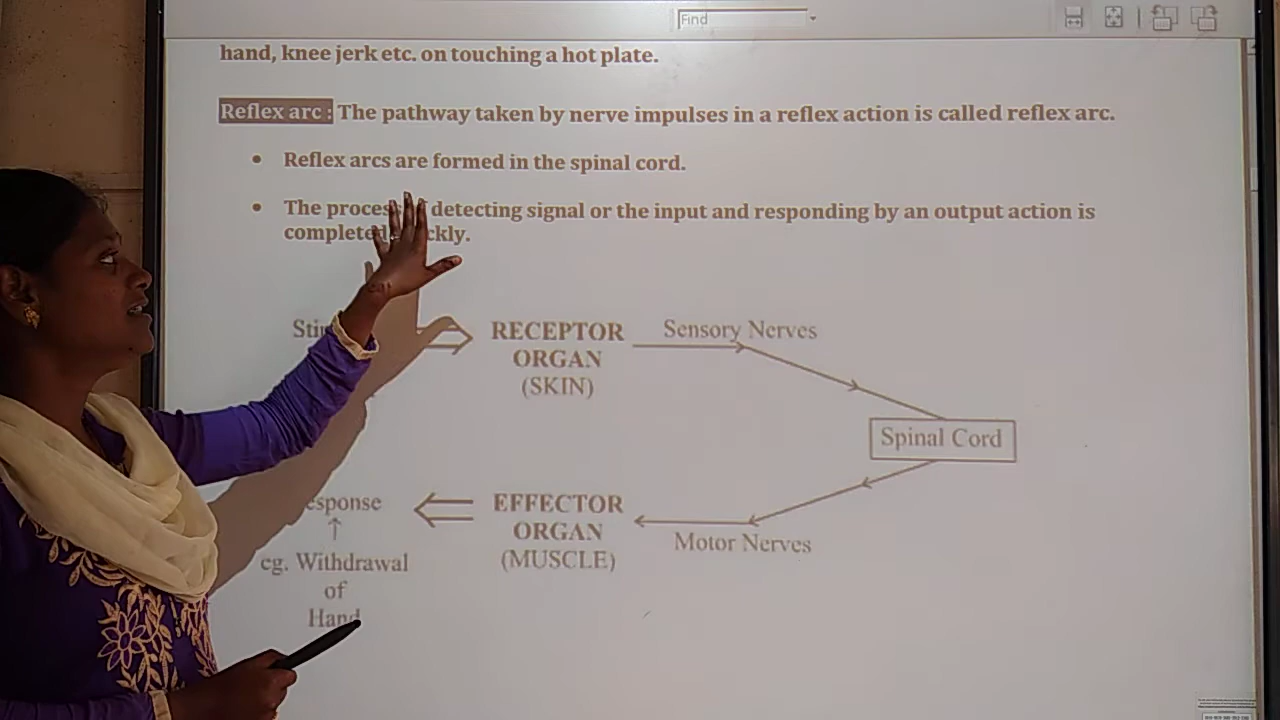 Find
hand, knee jerk etc. on touching a hot plate.
Reflex arc : The pathway taken by nerve impulses in a reflex action is called reflex arc.
• Reflex arcs are formed in the spinal cord.
• The detecting signal or the input and responding by an output action is
RECEPTOR
ORGAN
(SKIN)
Sensory Nerves
Spinal Cord
esponse
↑
eg. Withdrawal
of
Hand
EFFECTOR
ORGAN
(MUSCLE)
Motor Nerves